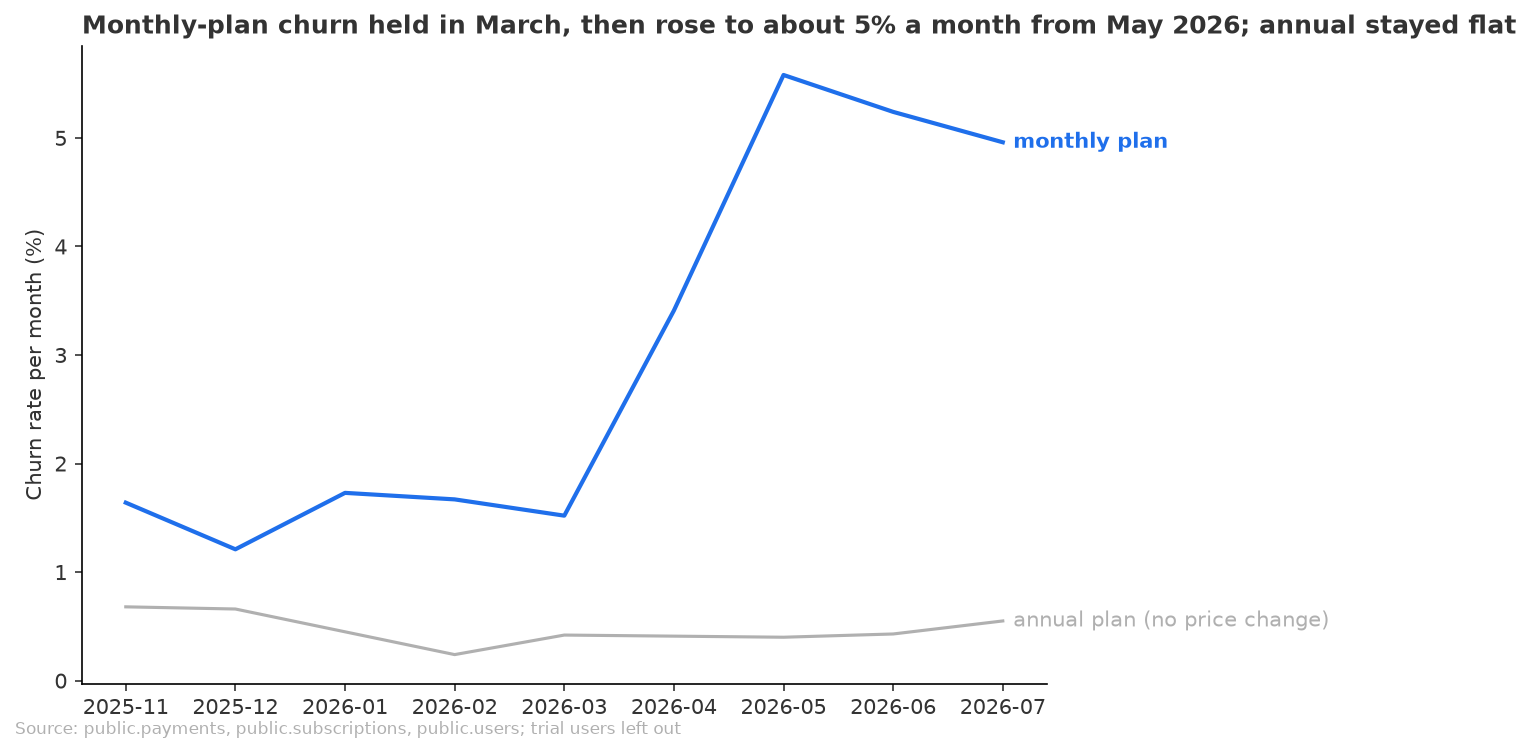 Monthly-plan churn held in March, then rose to about 5% a month from May 2026; annual stayed flat
Churn rate per month (%)
5
4
3
2
1
0
monthly plan
annual plan (no price change)
2025-11 2025-12 2026-01 2026-02 2026-03 2026-04 2026-05 2026-06 2026-07
Source: public.payments, public.subscriptions, public.users; trial users left out